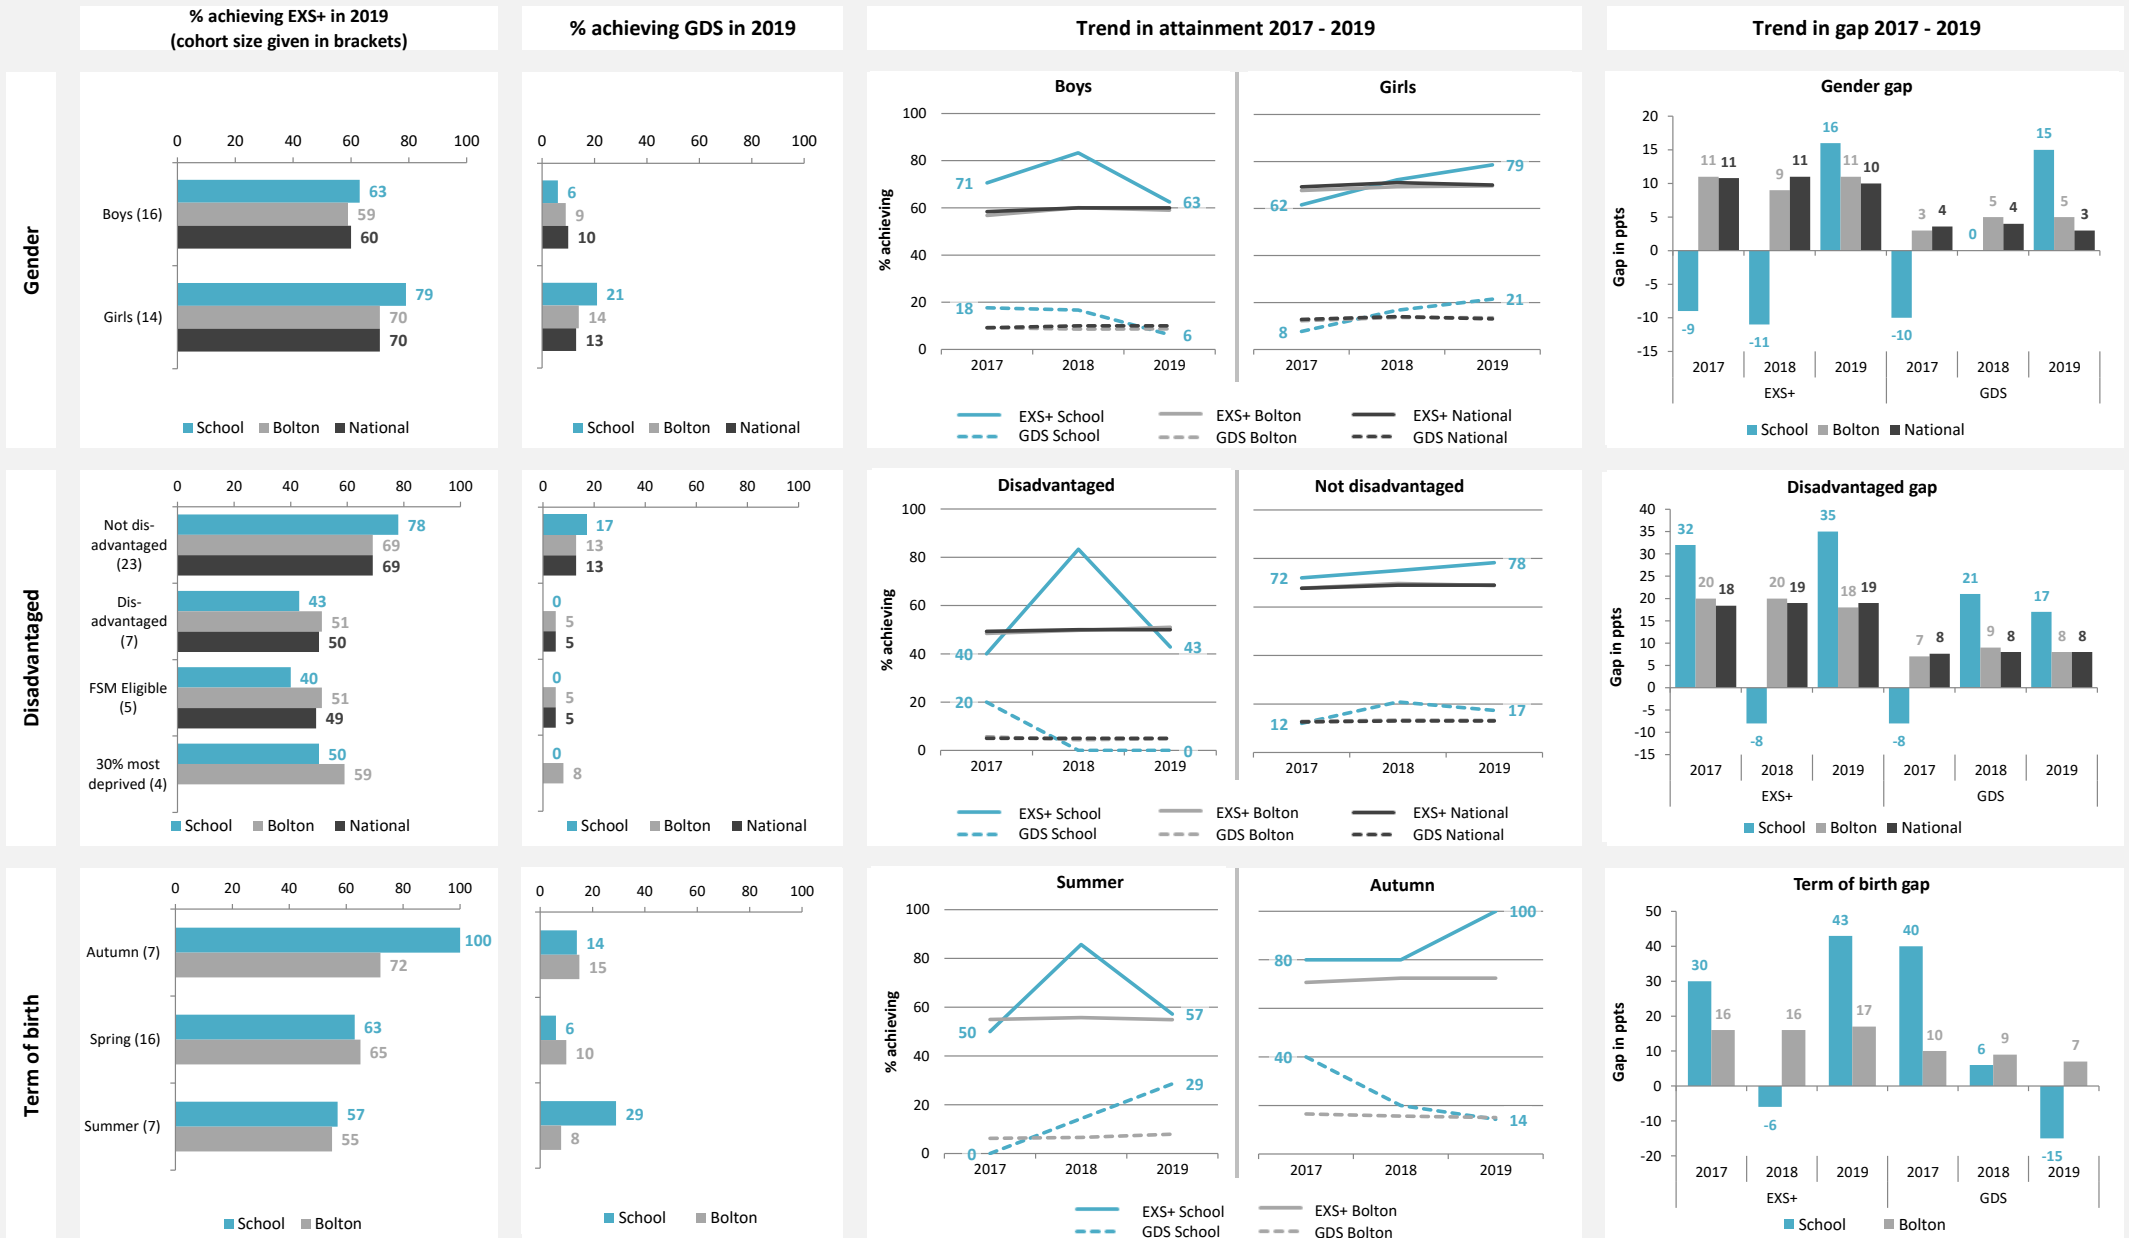 % achieving EXS+ in 2019
(cohort size given in brackets)
% achieving GDS in 2019
Trend in attainment 2017 - 2019
Trend in gap 2017 - 2019
Gender
0 20 40 60 80 100
Boys (16)
63
59
60
Girls (14)
79
70
70
School Bolton National
0 20 40 60 80 100
6
9
10
21
14
13
School Bolton National
Boys
% achieving
100
80
60
40
20
0
71
63
18
6
2017 2018 2019
Girls
62
79
8
21
2017 2018 2019
EXS+ School EXS+ Bolton EXS+ National
GDS School GDS Bolton GDS National
Gender gap
Gap in ppts
20
15
10
5
0
-5
-10
-15
-9 11 11
-11 9 11
16 11 10
-10 3 4
0 5 4
15 5 3
2017 2018 2019 2017 2018 2019
EXS+ GDS
School Bolton National
Disadvantaged
0 20 40 60 80 100
Not dis-
advantaged
(23)
78
69
69
Dis-
advantaged
(7)
43
51
50
FSM Eligible
(5)
40
51
49
30% most
deprived (4)
50
59
School Bolton National
0 20 40 60 80 100
17
13
13
0
5
5
0
5
5
0
8
School Bolton National
Disadvantaged
% achieving
100
80
60
40
20
0
40
43
20
0
2017 2018 2019
Not disadvantaged
72
78
12
17
2017 2018 2019
EXS+ School EXS+ Bolton EXS+ National
GDS School GDS Bolton GDS National
Disadvantaged gap
Gap in ppts
40
35
30
25
20
15
10
5
0
-5
-10
-15
32 20 18
-8 20 19
35 18 19
-8 7 8
21 9 8
17 8 8
2017 2018 2019 2017 2018 2019
EXS+ GDS
School Bolton National
Term of birth
0 20 40 60 80 100
Autumn (7)
100
72
Spring (16)
63
65
Summer (7)
57
55
School Bolton
0 20 40 60 80 100
14
15
6
10
29
8
School Bolton
Summer
% achieving
100
80
60
40
20
0
50
57
0
29
2017 2018 2019
Autumn
80
100
40
14
2017 2018 2019
EXS+ School EXS+ Bolton
GDS School GDS Bolton
Term of birth gap
Gap in ppts
50
40
30
20
10
0
-10
-20
30 16
-6 16
43 17
40 10
6 9
-15 7
2017 2018 2019 2017 2018 2019
EXS+ GDS
School Bolton